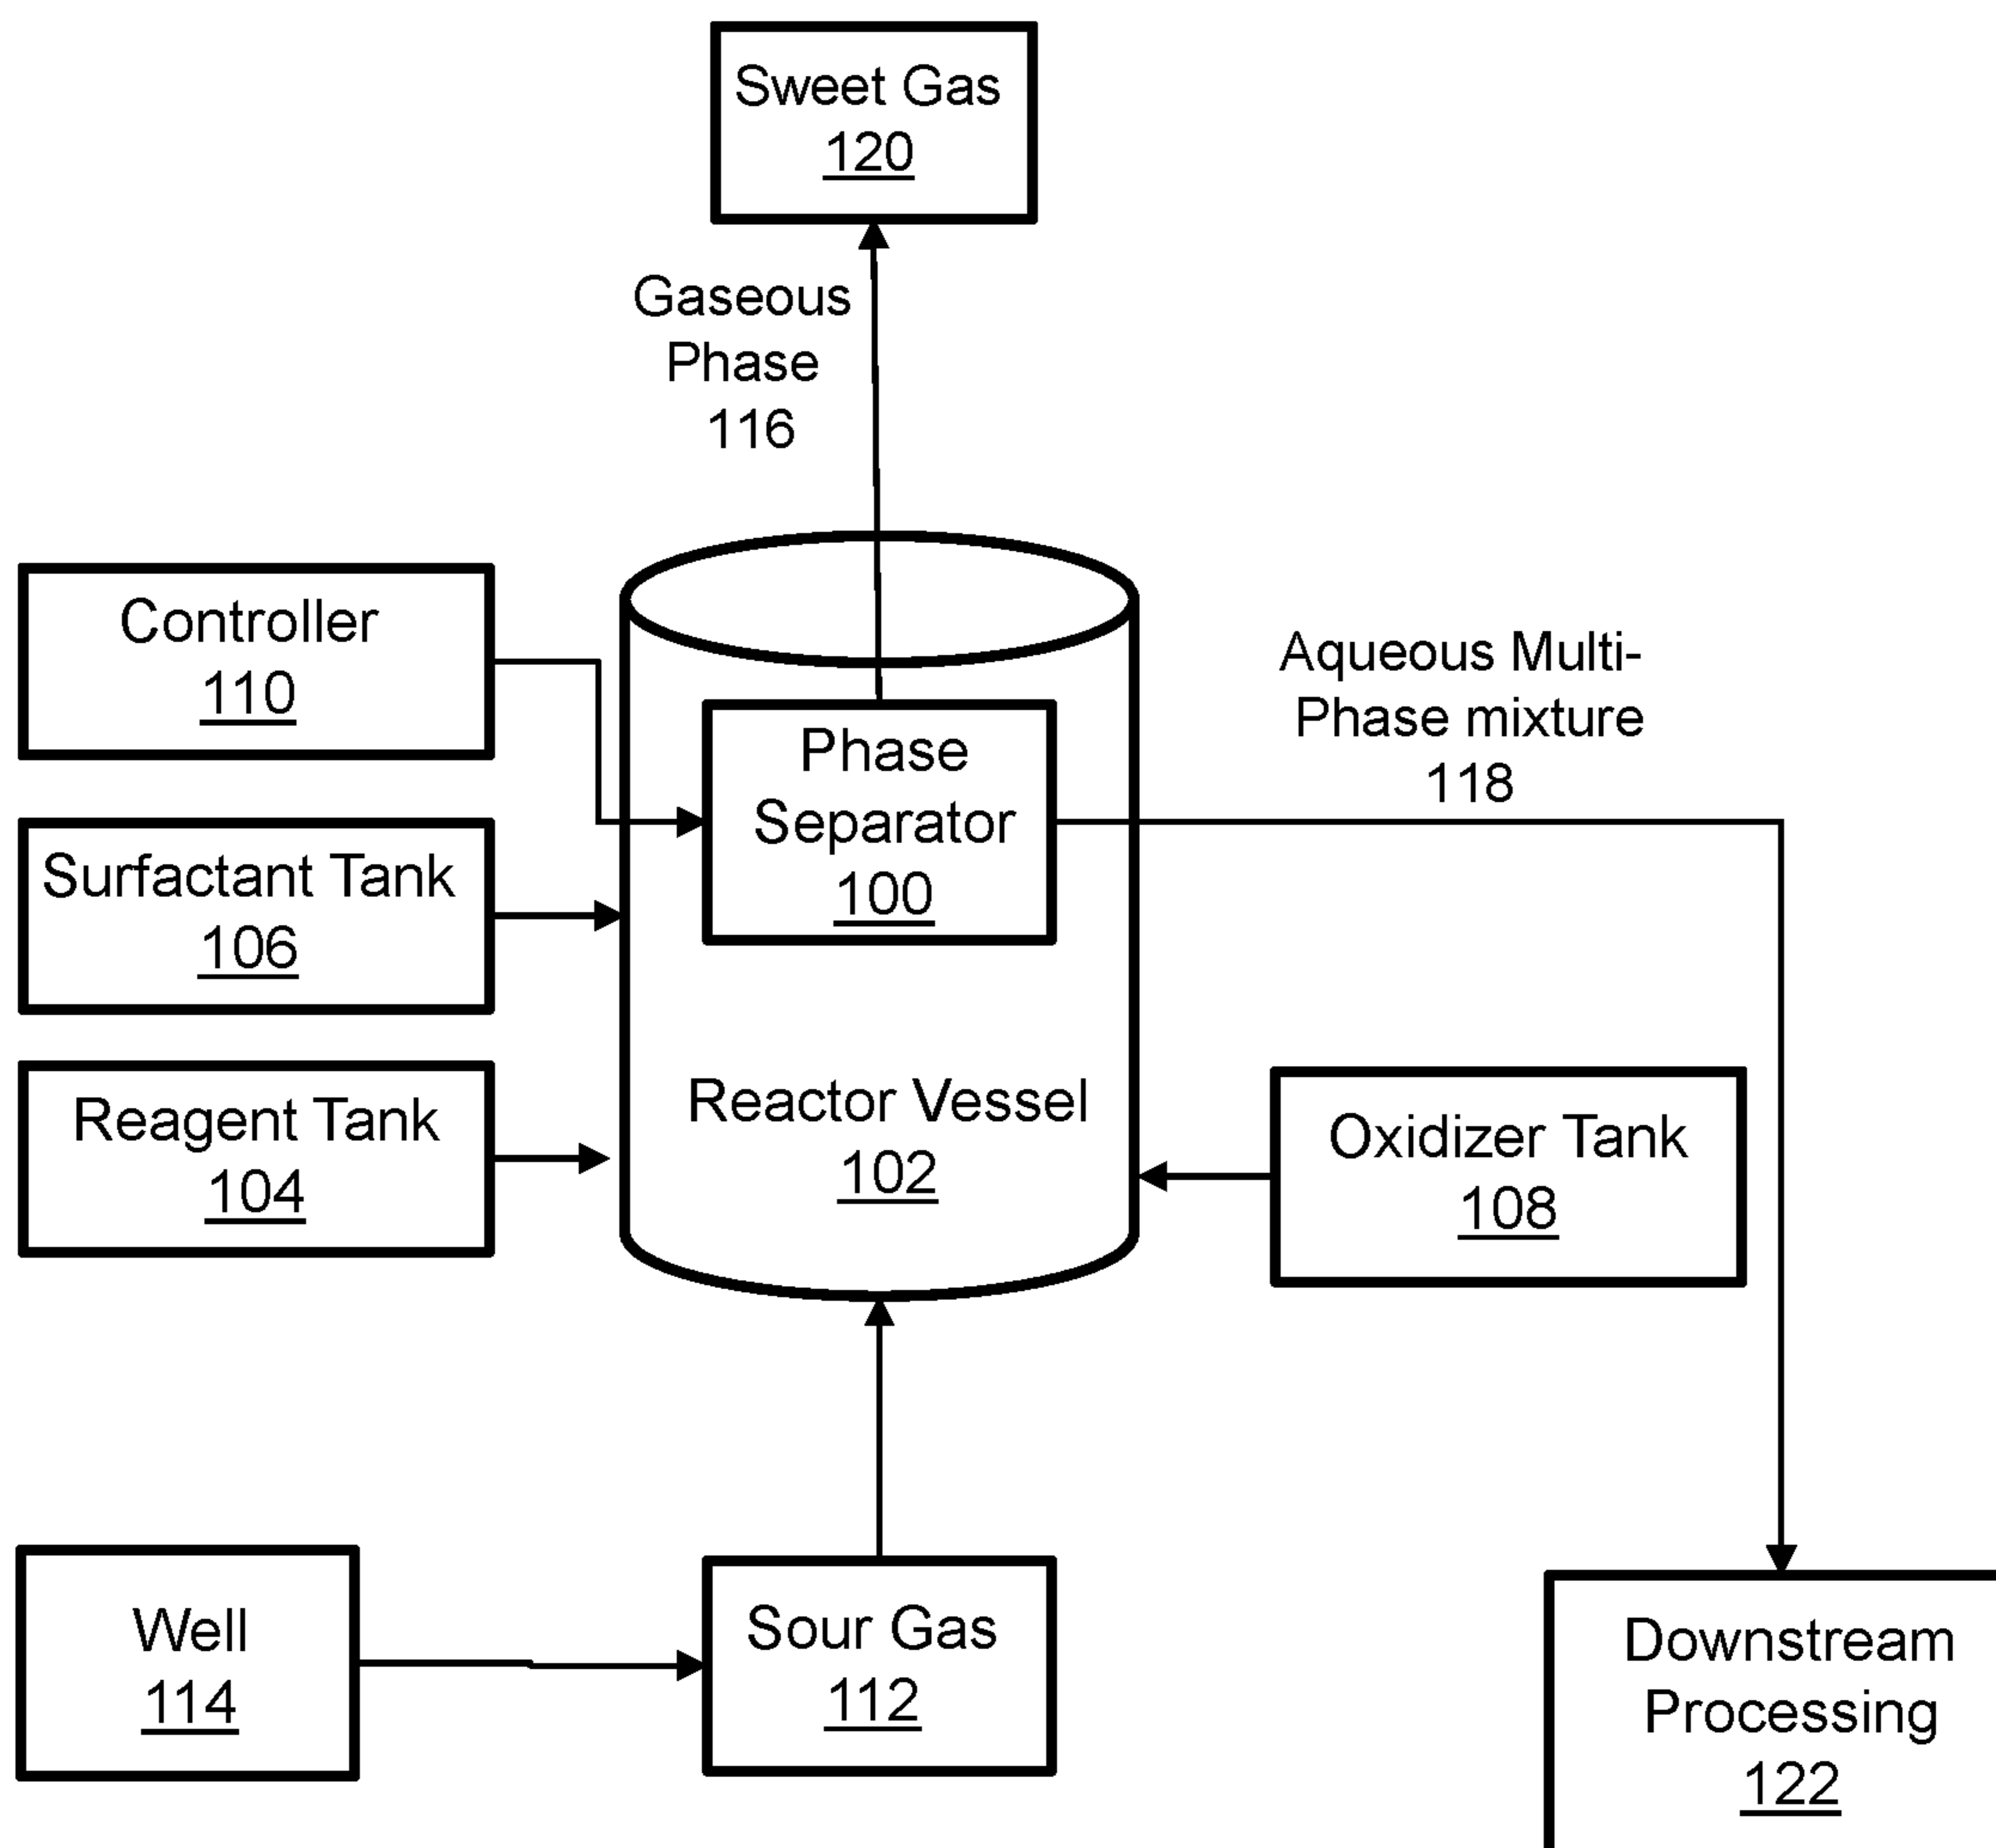 Sweet Gas
120
Gaseous
Phase
116
Controller
110
Phase
Separator
100
Aqueous Multi-
Phase mixture
118
Surfactant Tank
106
Reagent Tank
104
Reactor Vessel
102
Oxidizer Tank
108
Well
114
Sour Gas
112
Downstream
Processing
122